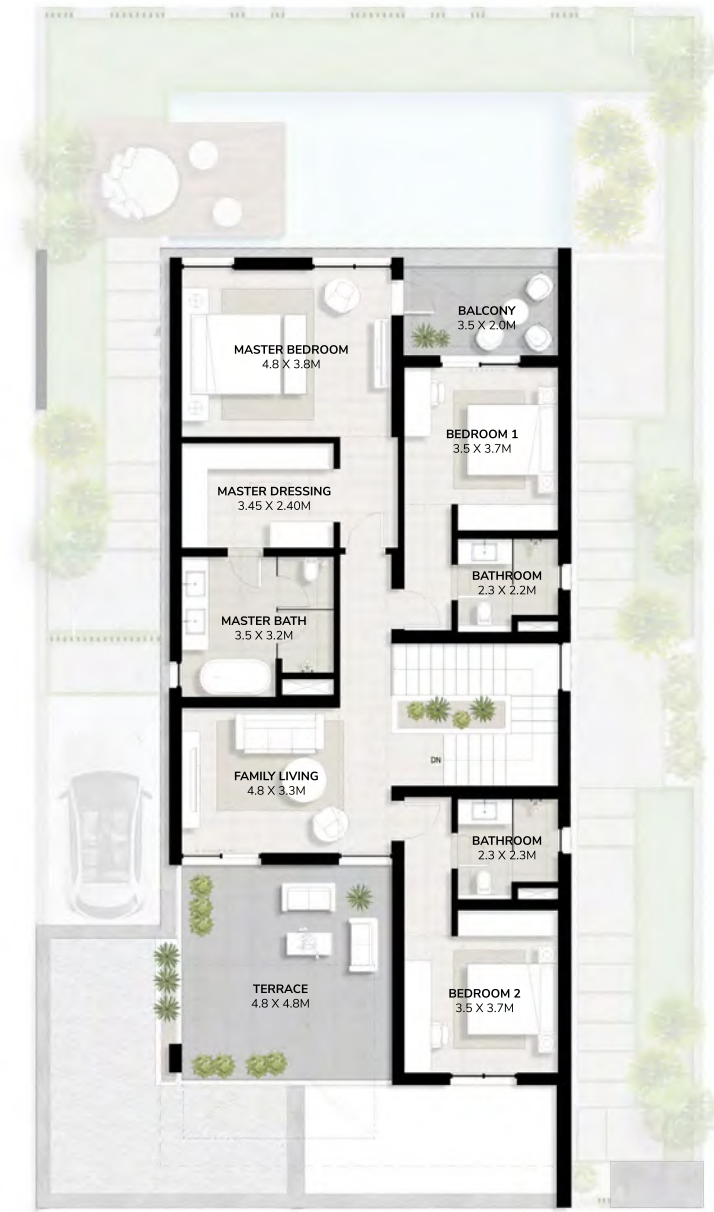 BALCONY
3.5 X 2.0M
MASTER BEDROOM
4.8 X 3.8M
BEDROOM 1
3.5 X 3.7M
MASTER DRESSING
3.45 X 2.40M
BATHROOM
2.3 X 2.2M
MASTER BATH
3.5 X 3.2M
DN
FAMILY LIVING
4.8 X 3.3M
BATHROOM
2.3 X 2.3M
TERRACE
4.8 X 4.8M
BEDROOM 2
3.5 X 3.7M